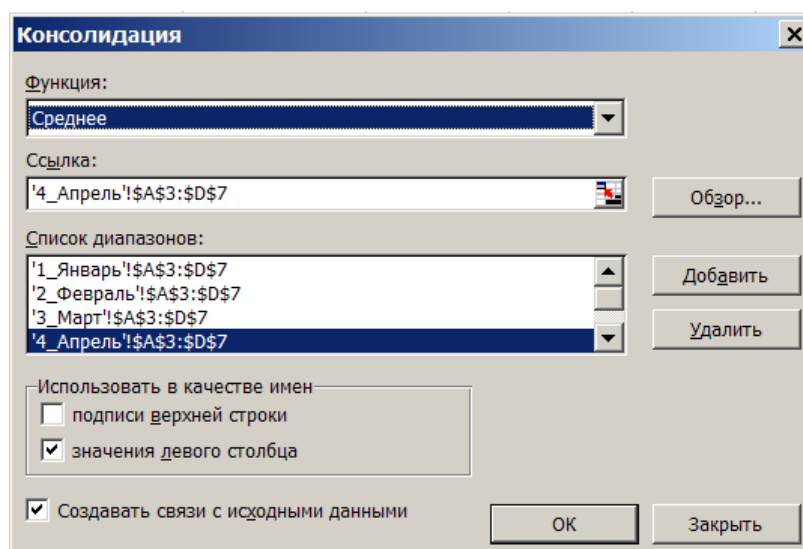 Консолидация
Функция:
Среднее
Ссылка:
'4_Апрель'!$A$3:$D$7
Обзор...
Список диапазонов:
'1_Январь'!$A$3:$D$7
'2_Февраль'!$A$3:$D$7
'3_Март'!$A$3:$D$7
'4_Апрель'!$A$3:$D$7
Добавить
Удалить
Использовать в качестве имен
подписи верхней строки
значения левого столбца
Создавать связи с исходными данными
ОК
Закрыть